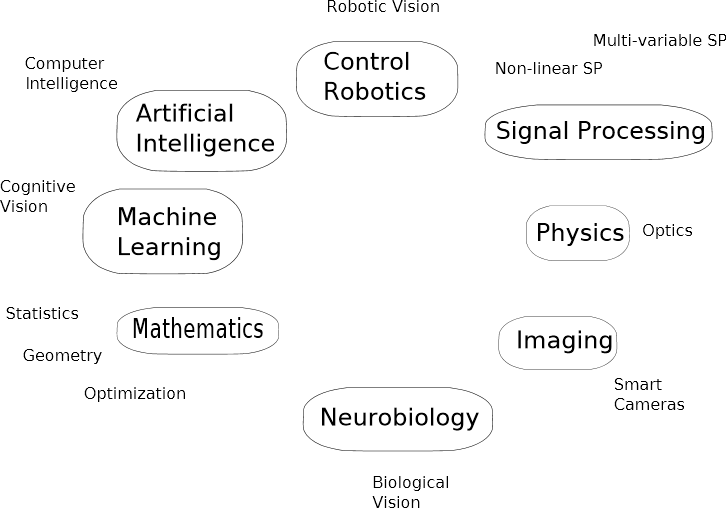 Robotic Vision
Multi-variable SP
Non-linear SP
Computer
Intelligence
Control
Robotics
Artificial
Intelligence
Signal Processing
Cognitive
Vision
Machine
Learning
Physics
Optics
Statistics
Mathematics
Geometry
Optimization
Imaging
Smart
Cameras
Neurobiology
Biological
Vision